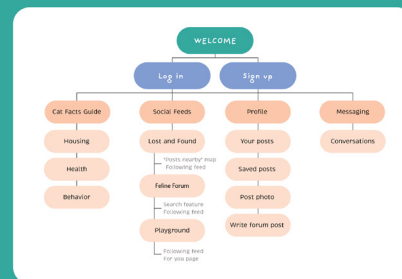 WELCOME
Log in
Sign up
Cat Facts Guide
Social Feeds
Profile
Messaging
Housing
Lost and Found
Your posts
Conversations
"Posts nearby" map
Following feed
Health
Feline Forum
Saved posts
Search feature
Following feed
Behavior
Playground
Post photo
Write forum post
Following feed
For you page